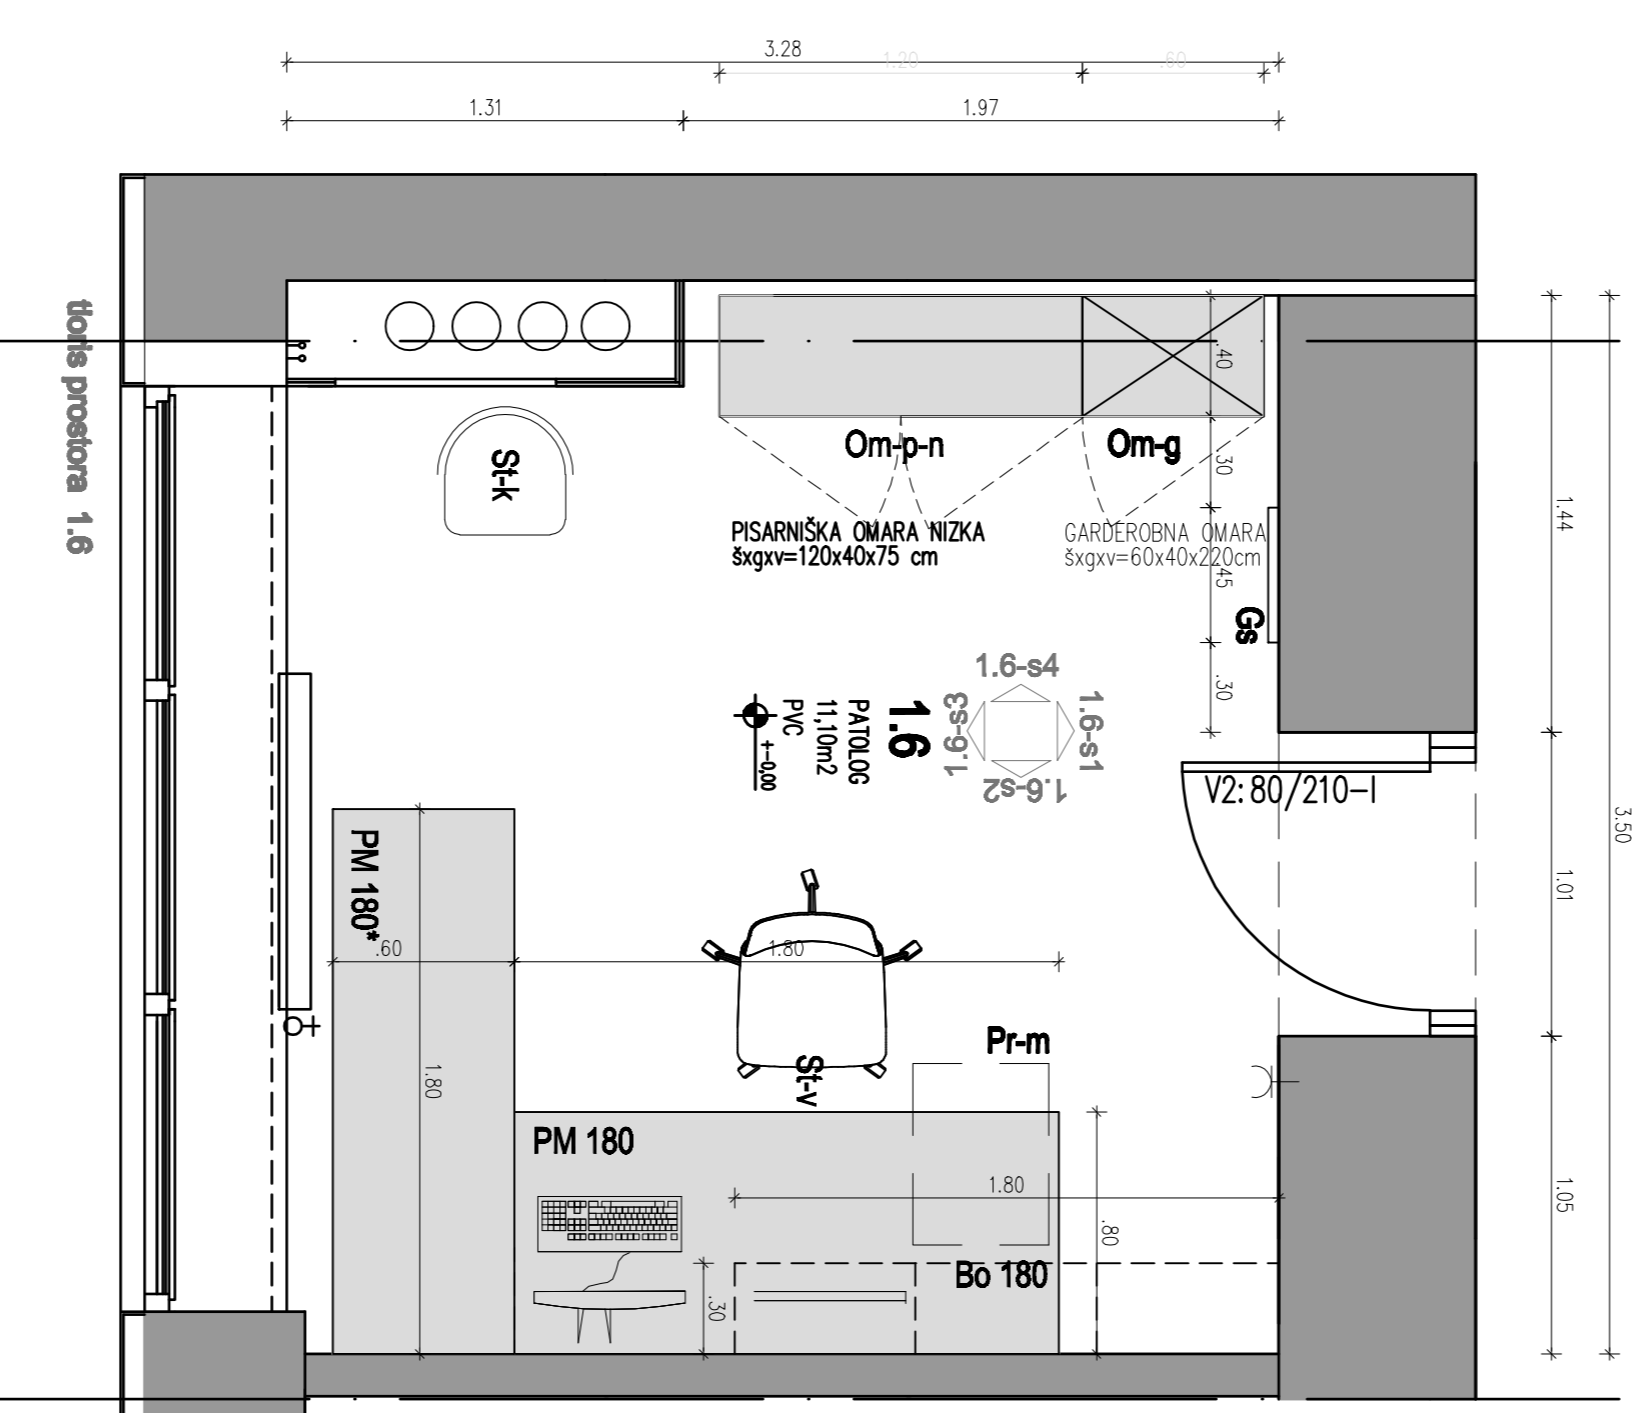 3.28
1.20
.60
1.31
1.97
tloris prostora 1.6
.40
St-k
Om-p-n
Om-g
.30
PISARNIŠKA OMARA NIZKA
šxgxv=120x40x75 cm
GARDEROBNA OMARA
šxgxv=60x40x220cm
.45
Gs
.30
1.44
3.50
1.01
1.05
1.6-s4
1.6-s1
1.6-s2
1.6-s3
1.6
PATOLOG
11,10m2
PVC
+-0,00
V2: 80/210-l
PM 180*
.60
1.80
1.80
St-v
Pr-m
PM 180
1.80
.80
Bo 180
.30